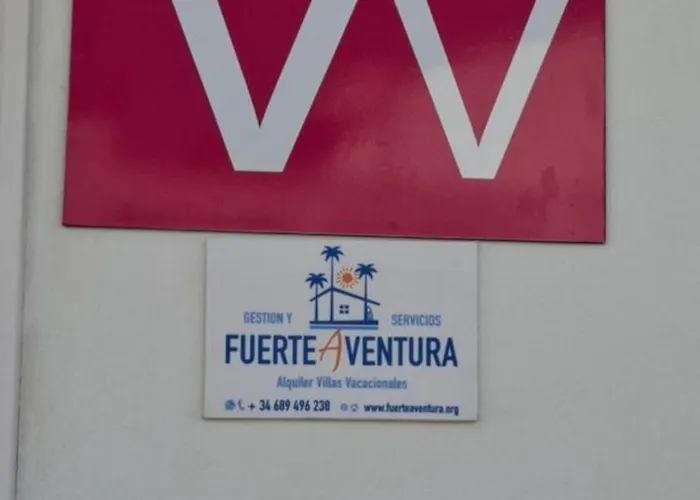 VV
GESTION Y SERVICIOS
FUERTEAVENTURA
Alquiler Villas Vacacionales
+ 34 689 496 238 www.fuerteaventura.org